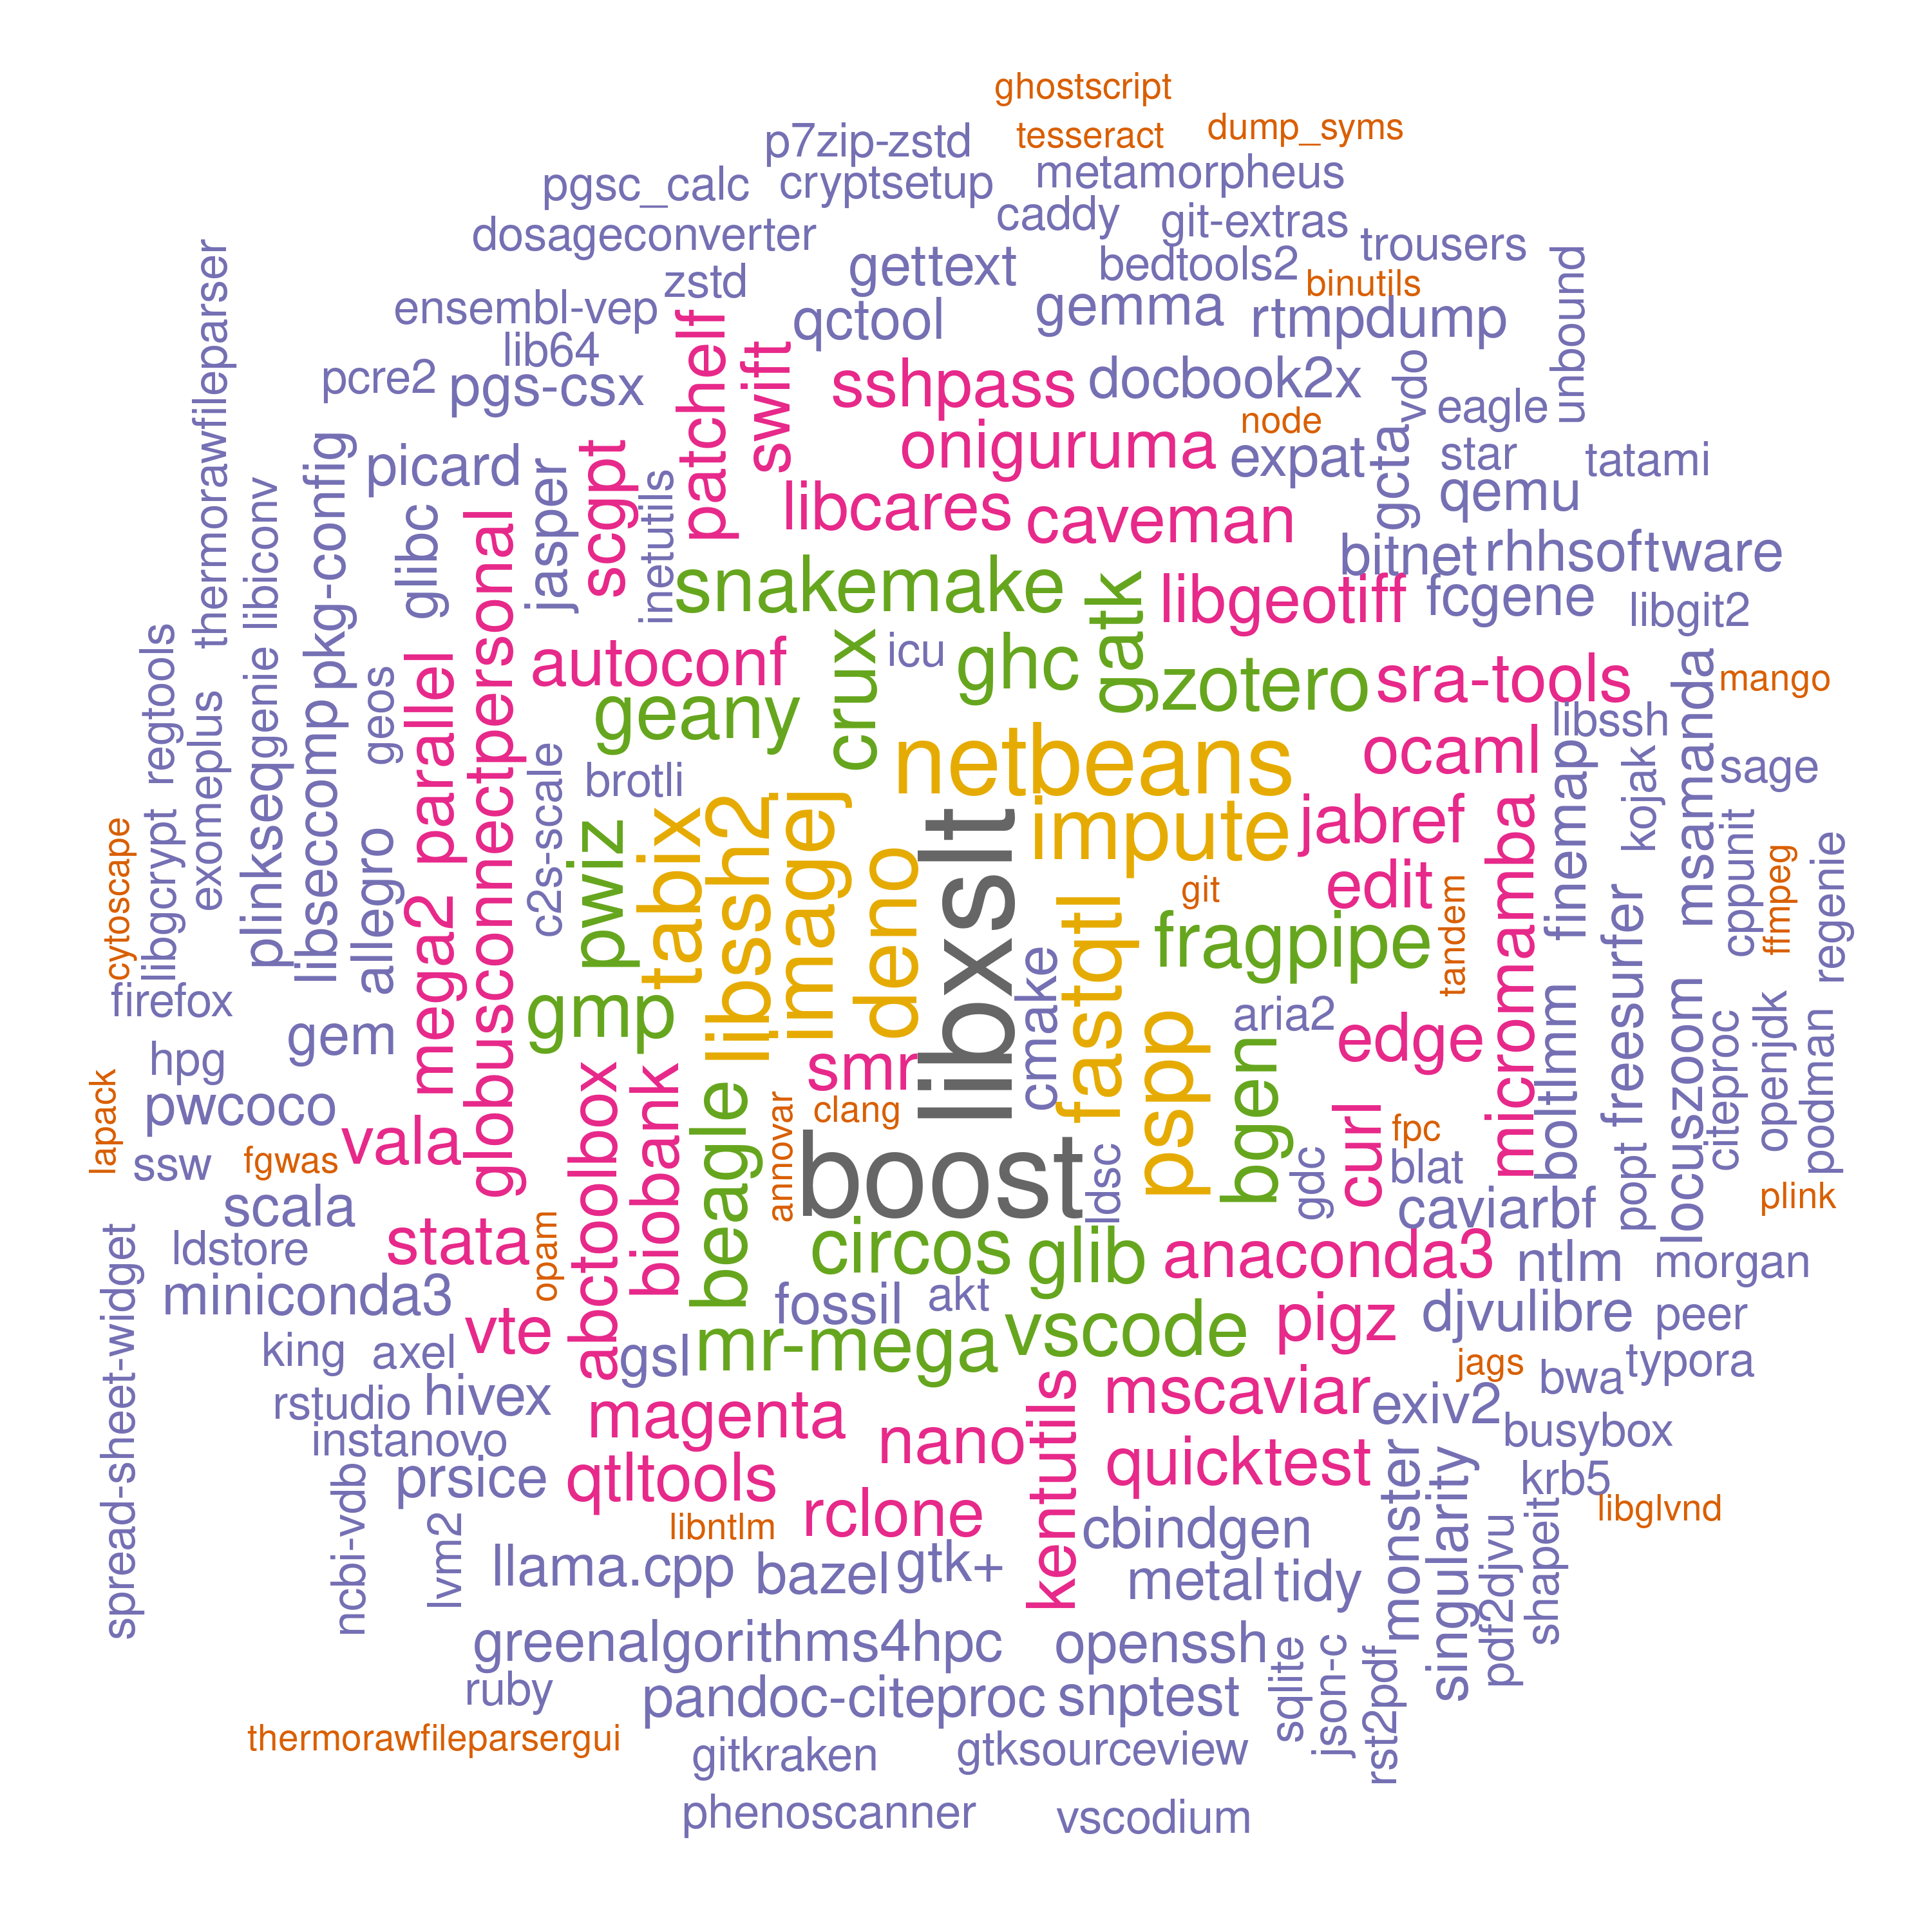 ghostscript
dump_syms
tesseract
p7zip-zstd
metamorpheus
pgsc_calc
cryptsetup
caddy
git-extras
dosageconverter
trousers
gettext
bedtools2
zstd
binutils
unbound
thermorawfileparser
ensembl-vep
qctool
gemma
rtmpdump
lib64
patchelf
swift
pcre2
pgs-csx
sshpass
docbook2x
vdo
eagle
node
oniguruma
expat
gcta
star
tatami
pkg-config
picard
jasper
scgpt
inetutils
qemu
libiconv
glibc
libcares
caveman
bitnet
rhhsoftware
globusconnectpersonal
snakemake
gatk
libgeotiff
fcgene
libgit2
regtools
qgenie
geos
parallel
autoconf
crux
icu
ghc
zotero
sra-tools
msamanda
mango
exomeplus
libseccomp
geany
netbeans
ocaml
libssh
finemap
kojak
sage
plinkseq
c2s-scale
brotli
cytoscape
libgcrypt
allegro
pwiz
tabix
libssh2
imagej
deno
libxslt
impute
jabref
micromamba
cppunit
ffmpeg
regenie
mega2
edit
git
tandem
fastqtl
fragpipe
freesurfer
firefox
gem
gmp
cmake
aria2
edge
boltlmm
locuszoom
citeproc
openjdk
podman
hpg
smr
pspp
bgen
lapack
pwcoco
abctoolbox
biobank
beagle
annovar
clang
curl
fpc
ssw
fgwas
vala
boost
ldsc
gdc
blat
popt
plink
scala
caviarbf
spread-sheet-widget
ldstore
stata
opam
circos
glib
anaconda3
ntlm
morgan
miniconda3
fossil
akt
djvulibre
peer
vte
pigz
king
axel
gsl
mr-mega
vscode
jags
bwa
typora
rstudio
hivex
magenta
kentutils
mscaviar
exiv2
busybox
instanovo
nano
quicktest
monster
singularity
ncbi-vdb
prsice
qtltools
rclone
krb5
libglvnd
lvm2
libntlm
cbindgen
pdf2djvu
shapeit
llama.cpp
bazel
gtk+
metal
tidy
greenalgorithms4hpc
openssh
sqlite
json-c
rst2pdf
ruby
pandoc-citeproc
snptest
thermorawfileparsergui
gitkraken
gtksourceview
phenoscanner
vscodium